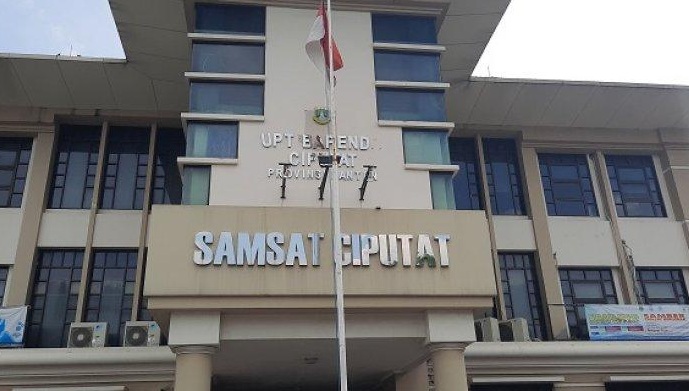 UPT BAPENDA
CIPUTAT
PROVINSI BANTEN
SAMSAT CIPUTAT